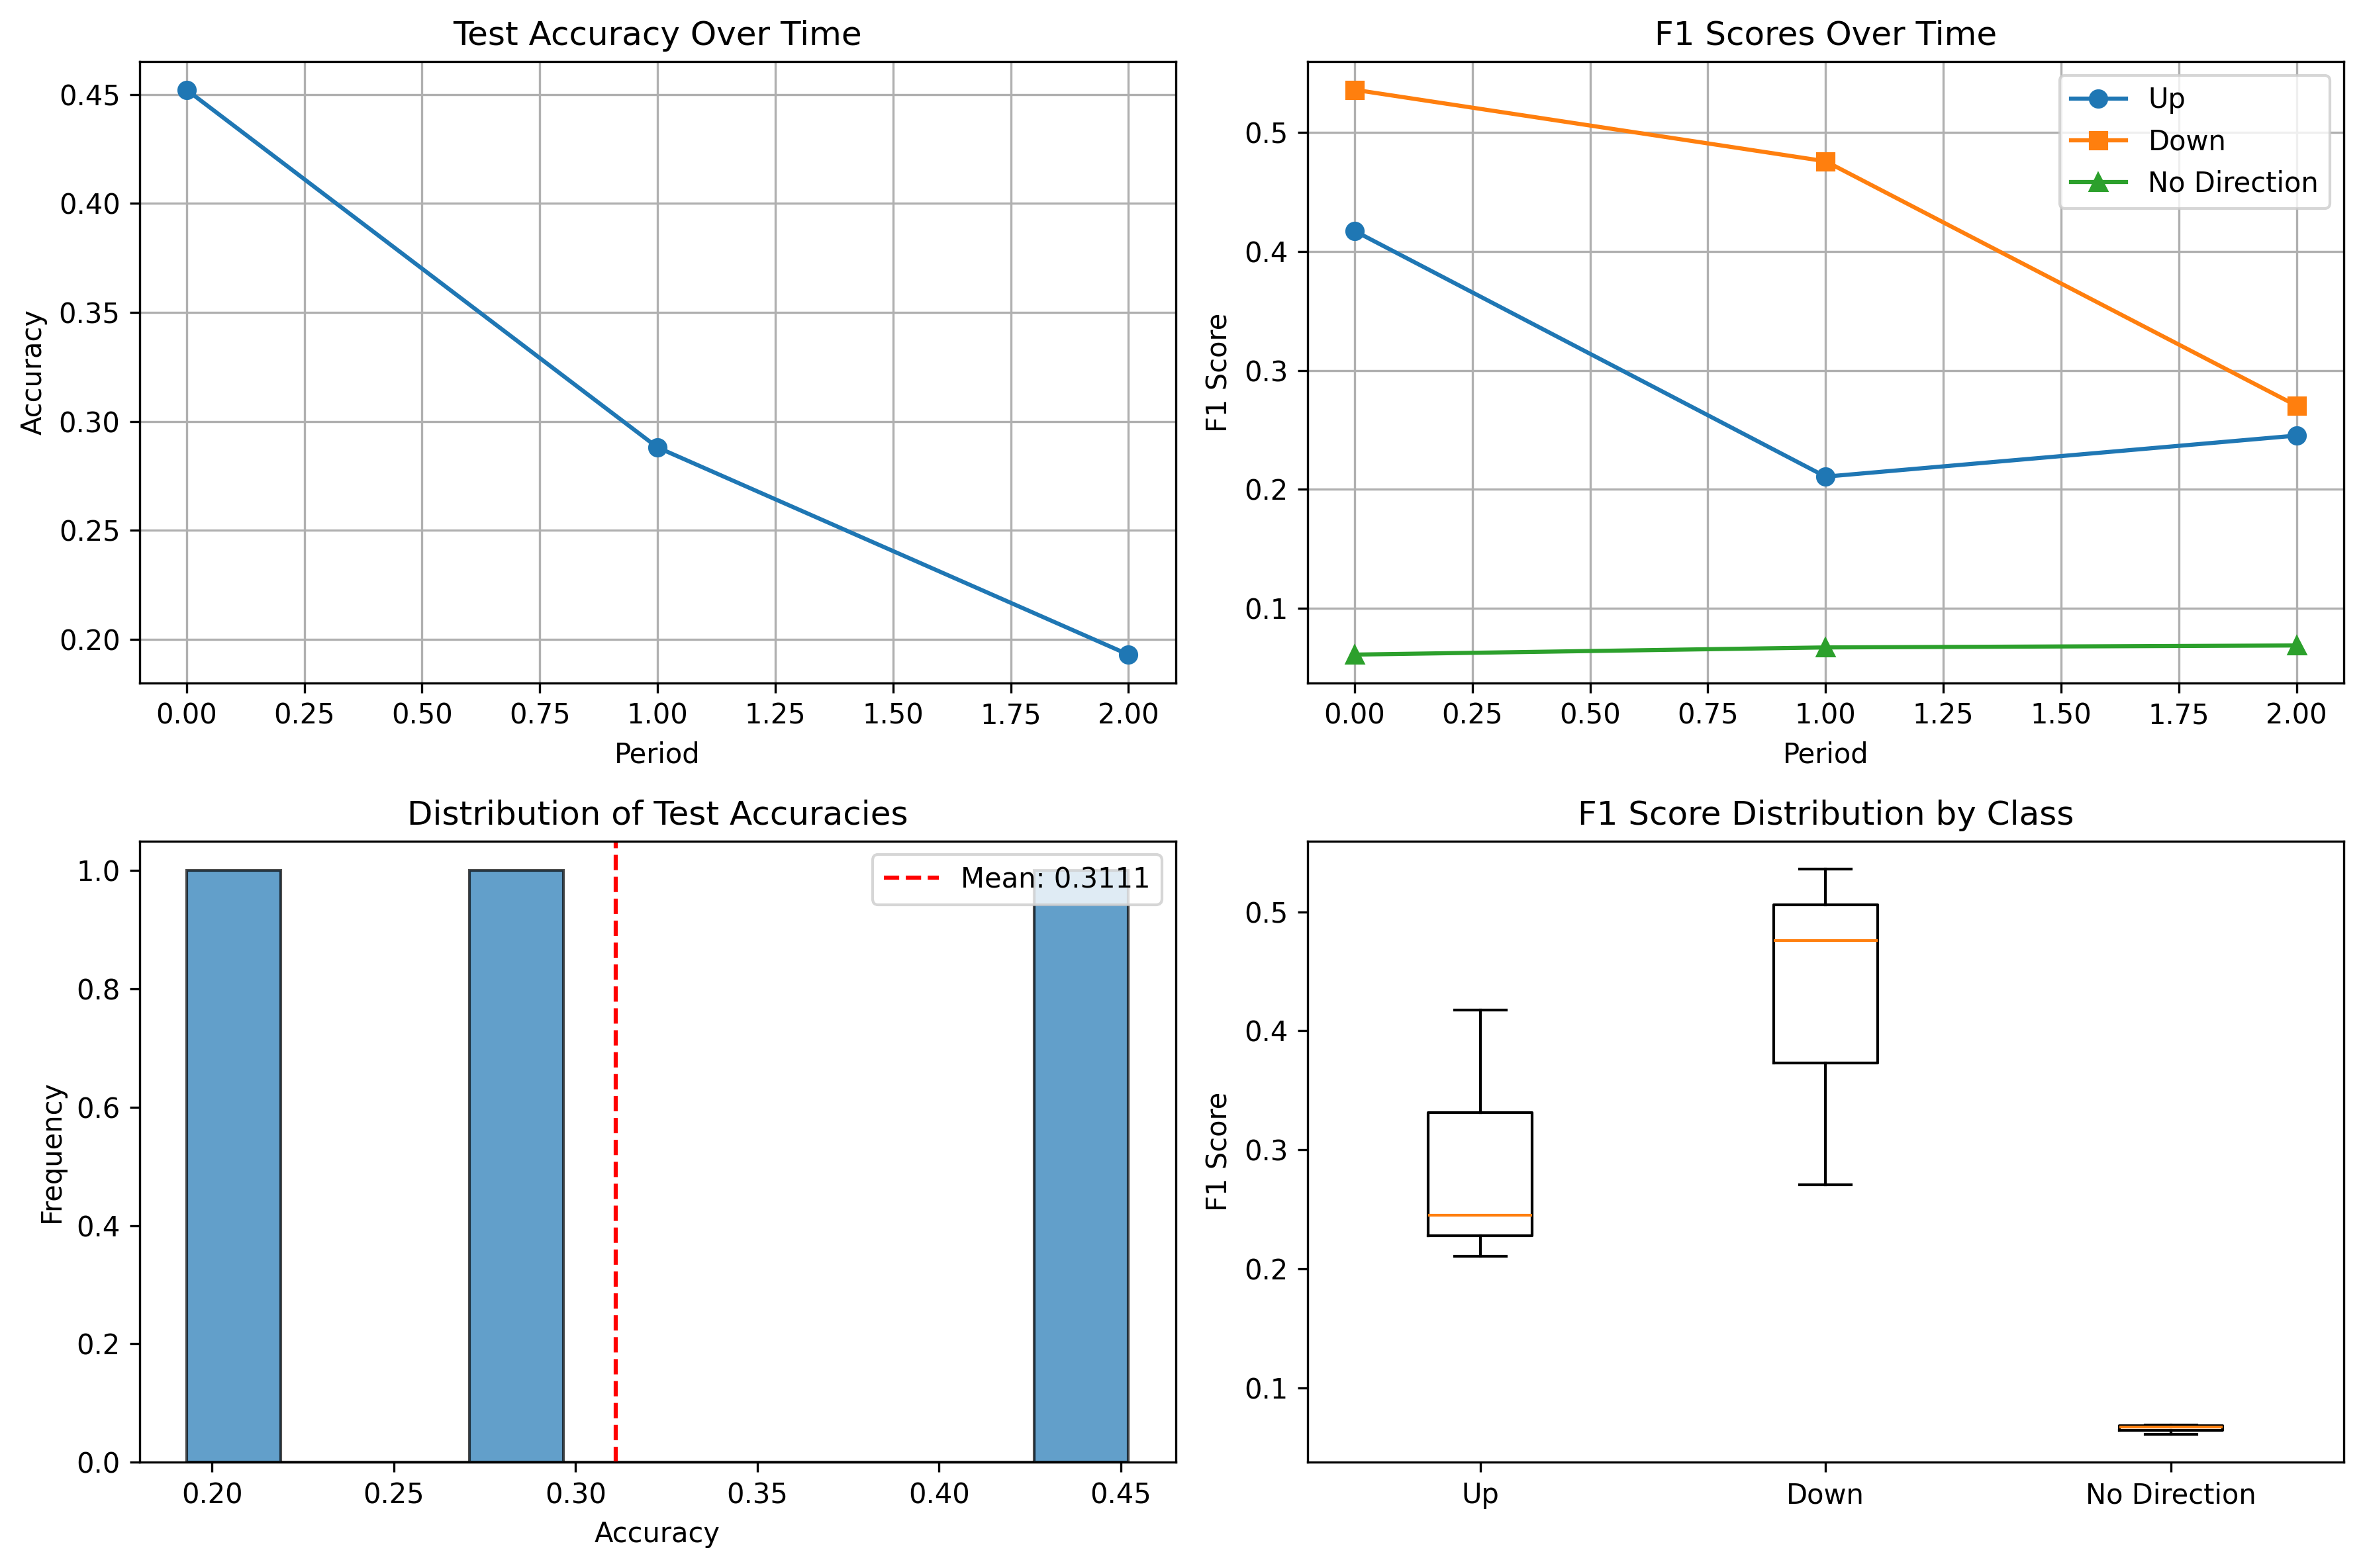 Test Accuracy Over Time
0.45
0.40
0.35
0.30
0.25
0.20
Accuracy
0.00 0.25 0.50 0.75 1.00 1.25 1.50 1.75 2.00
Period
F1 Scores Over Time
Up
Down
No Direction
0.5
0.4
0.3
0.2
0.1
F1 Score
0.00 0.25 0.50 0.75 1.00 1.25 1.50 1.75 2.00
Period
Distribution of Test Accuracies
Mean: 0.3111
1.0
0.8
0.6
0.4
0.2
0.0
Frequency
0.20 0.25 0.30 0.35 0.40 0.45
Accuracy
F1 Score Distribution by Class
0.5
0.4
0.3
0.2
0.1
F1 Score
Up Down No Direction